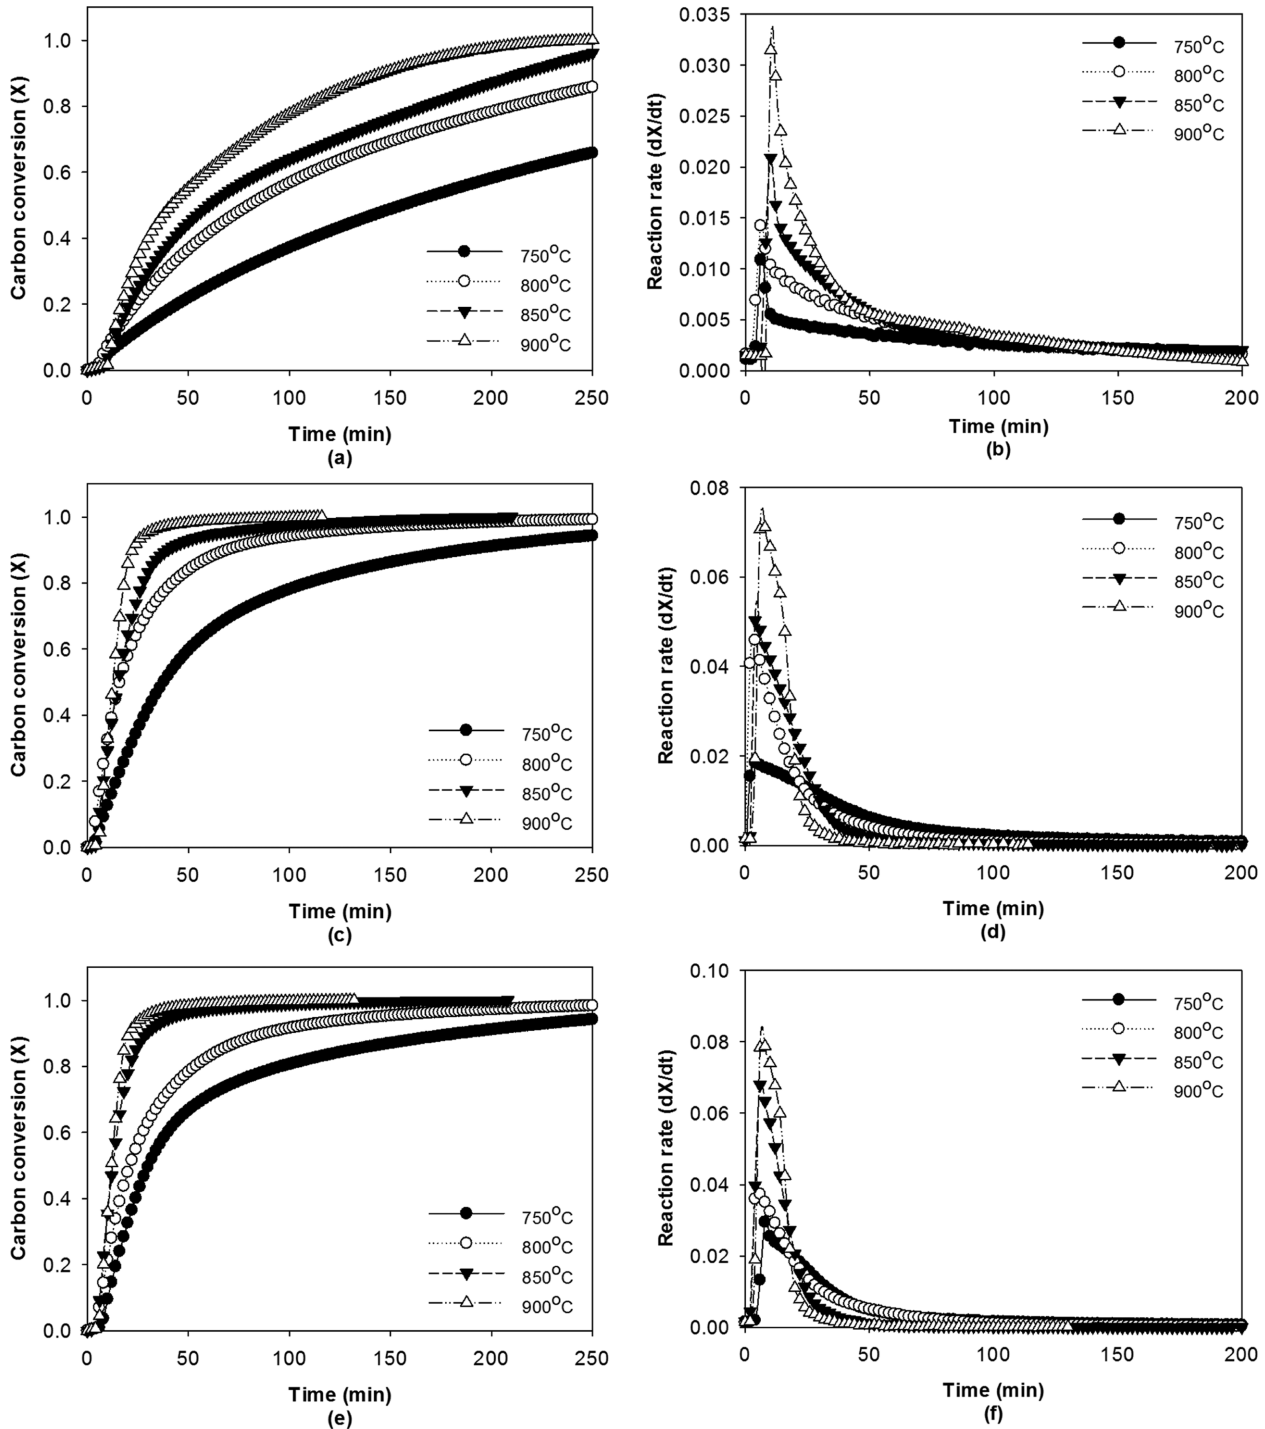 Carbon conversion (X)
1.0
0.8
0.6
0.4
0.2
0.0
750°C
800°C
850°C
900°C
0 50 100 150 200 250
Time (min)
(a)
Reaction rate (dX/dt)
0.035
0.030
0.025
0.020
0.015
0.010
0.005
0.000
750°C
800°C
850°C
900°C
0 50 100 150 200
Time (min)
(b)
Carbon conversion (X)
1.0
0.8
0.6
0.4
0.2
0.0
750°C
800°C
850°C
900°C
0 50 100 150 200 250
Time (min)
(c)
Reaction rate (dX/dt)
0.08
0.06
0.04
0.02
0.00
750°C
800°C
850°C
900°C
0 50 100 150 200
Time (min)
(d)
Carbon conversion (X)
1.0
0.8
0.6
0.4
0.2
0.0
750°C
800°C
850°C
900°C
0 50 100 150 200 250
Time (min)
(e)
Reaction rate (dX/dt)
0.10
0.08
0.06
0.04
0.02
0.00
750°C
800°C
850°C
900°C
0 50 100 150 200
Time (min)
(f)